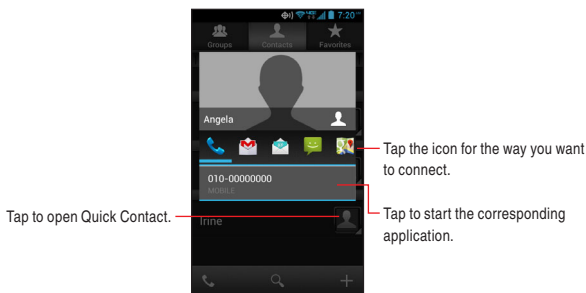 7:20
Groups
Contacts
Favorites
Angela
Tap the icon for the way you want
to connect.
010-00000000
MOBILE
Tap to open Quick Contact.
Irine
Tap to start the corresponding
application.